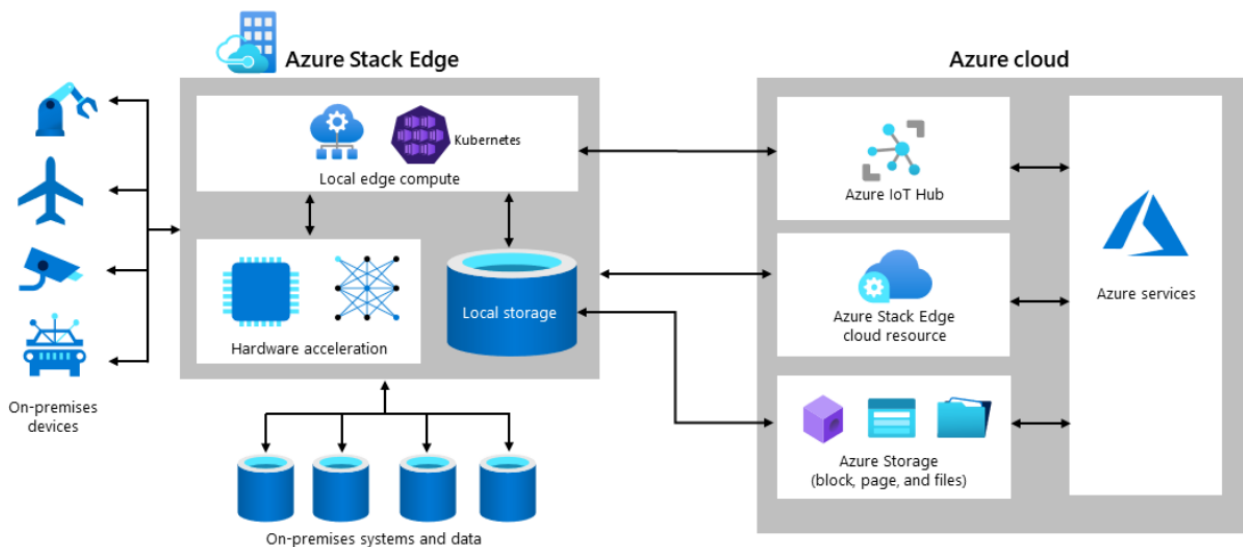 Azure Stack Edge
Azure cloud
Kubernetes
Local edge compute
Azure IoT Hub
Azure Stack Edge
cloud resource
Azure services
Local storage
Hardware acceleration
On-premises
devices
Azure Storage
(block, page, and files)
On-premises systems and data